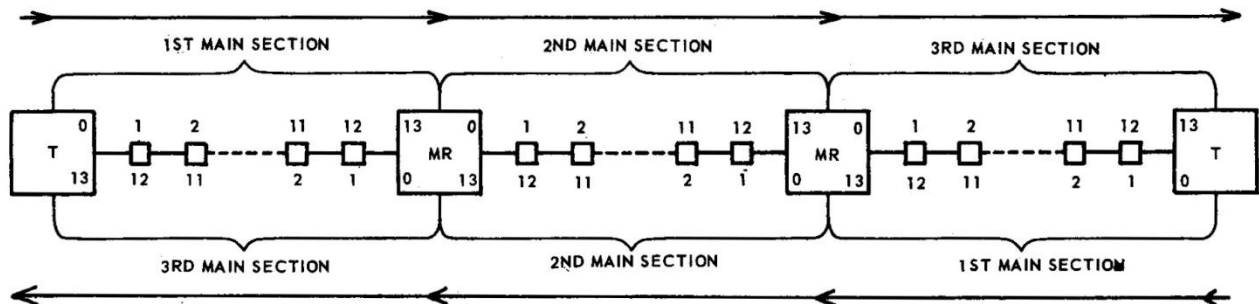 1ST MAIN SECTION 2ND MAIN SECTION 3RD MAIN SECTION
0 1 2 11 12 13 0 1 2 11 12 13 0 1 2 11 12 13
T MR MR T
13 12 11 2 1 0 13 12 11 2 1 0 13 12 11 2 1 0
3RD MAIN SECTION 2ND MAIN SECTION 1ST MAIN SECTION